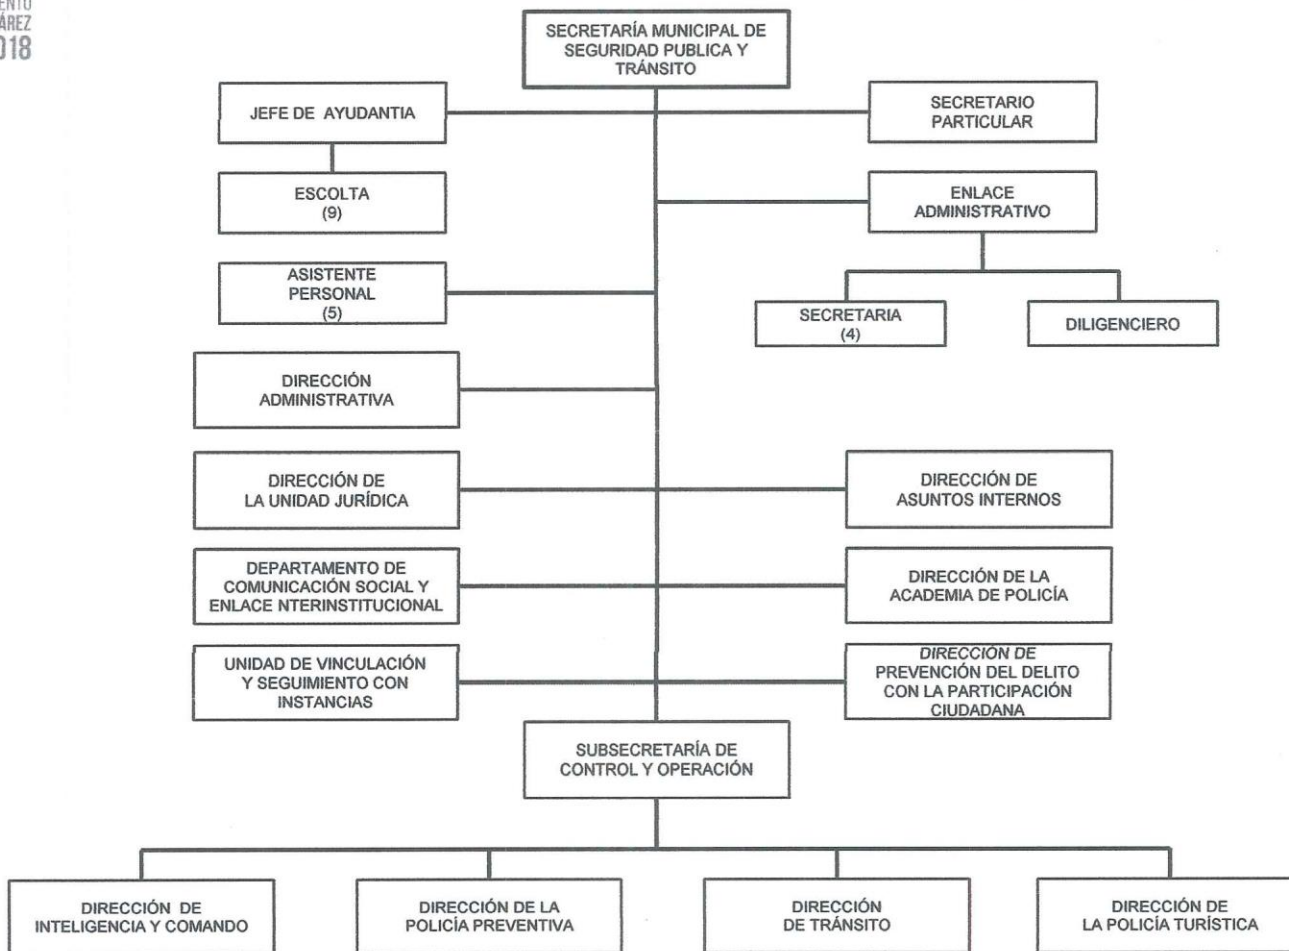 ÁREZ
018
SECRETARÍA MUNICIPAL DE
SEGURIDAD PUBLICA Y
TRÁNSITO
JEFE DE AYUDANTIA
SECRETARIO
PARTICULAR
ESCOLTA
(9)
ENLACE
ADMINISTRATIVO
ASISTENTE
PERSONAL
(5)
SECRETARIA
(4)
DILIGENCIERO
DIRECCIÓN
ADMINISTRATIVA
DIRECCIÓN DE
LA UNIDAD JURÍDICA
DIRECCIÓN DE
ASUNTOS INTERNOS
DEPARTAMENTO DE
COMUNICACIÓN SOCIAL Y
ENLACE NTERINSTITUCIONAL
DIRECCIÓN DE LA
ACADEMIA DE POLICÍA
UNIDAD DE VINCULACIÓN
Y SEGUIMIENTO CON
INSTANCIAS
DIRECCIÓN DE
PREVENCIÓN DEL DELITO
CON LA PARTICIPACIÓN
CIUDADANA
SUBSECRETARÍA DE
CONTROL Y OPERACIÓN
DIRECCIÓN DE
INTELIGENCIA Y COMANDO
DIRECCIÓN DE LA
POLICÍA PREVENTIVA
DIRECCIÓN
DE TRÁNSITO
DIRECCIÓN DE
LA POLICÍA TURÍSTICA